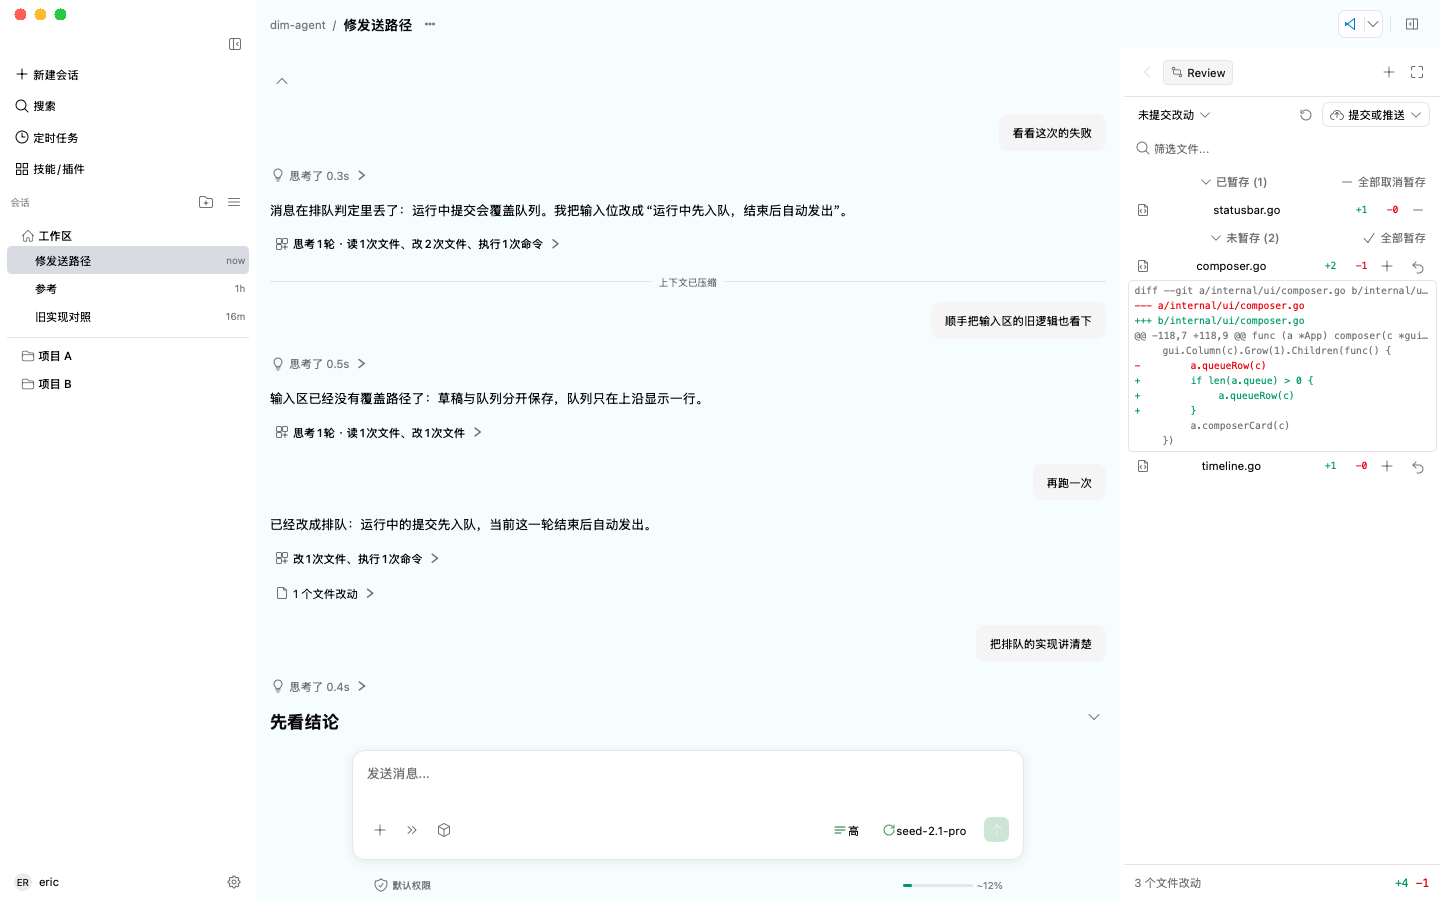 新建会话
搜索
定时任务
技能/插件
会话
工作区
修发送路径 now
参考 1h
旧实现对照 16m
项目 A
项目 B
ER eric
dim-agent / 修发送路径 ···
看看这次的失败
思考了 0.3s
消息在排队判定里丢了：运行中提交会覆盖队列。我把输入位改成“运行中先入队，结束后自动发出”。
思考1轮 · 读1次文件、改2次文件、执行1次命令
上下文已压缩
顺手把输入区的旧逻辑也看下
思考了 0.5s
输入区已经没有覆盖路径了：草稿与队列分开保存，队列只在上沿显示一行。
思考1轮 · 读1次文件、改1次文件
再跑一次
已经改成排队：运行中的提交先入队，当前这一轮结束后自动发出。
改1次文件、执行1次命令
1 个文件改动
把排队的实现讲清楚
思考了 0.4s
先看结论
发送消息...
高 seed-2.1-pro
默认权限 ~12%
Review
未提交改动 提交或推送
筛选文件...
已暂存 (1) 全部取消暂存
statusbar.go +1 -0
未暂存 (2) 全部暂存
composer.go +2 -1
diff --git a/internal/ui/composer.go b/internal/u…
--- a/internal/ui/composer.go
+++ b/internal/ui/composer.go
@@ -118,7 +118,9 @@ func (a *App) composer(c *gui…
gui.Column(c).Grow(1).Children(func() {
- a.queueRow(c)
+ if len(a.queue) > 0 {
+ a.queueRow(c)
+ }
a.composerCard(c)
})
timeline.go +1 -0
3 个文件改动 +4 -1